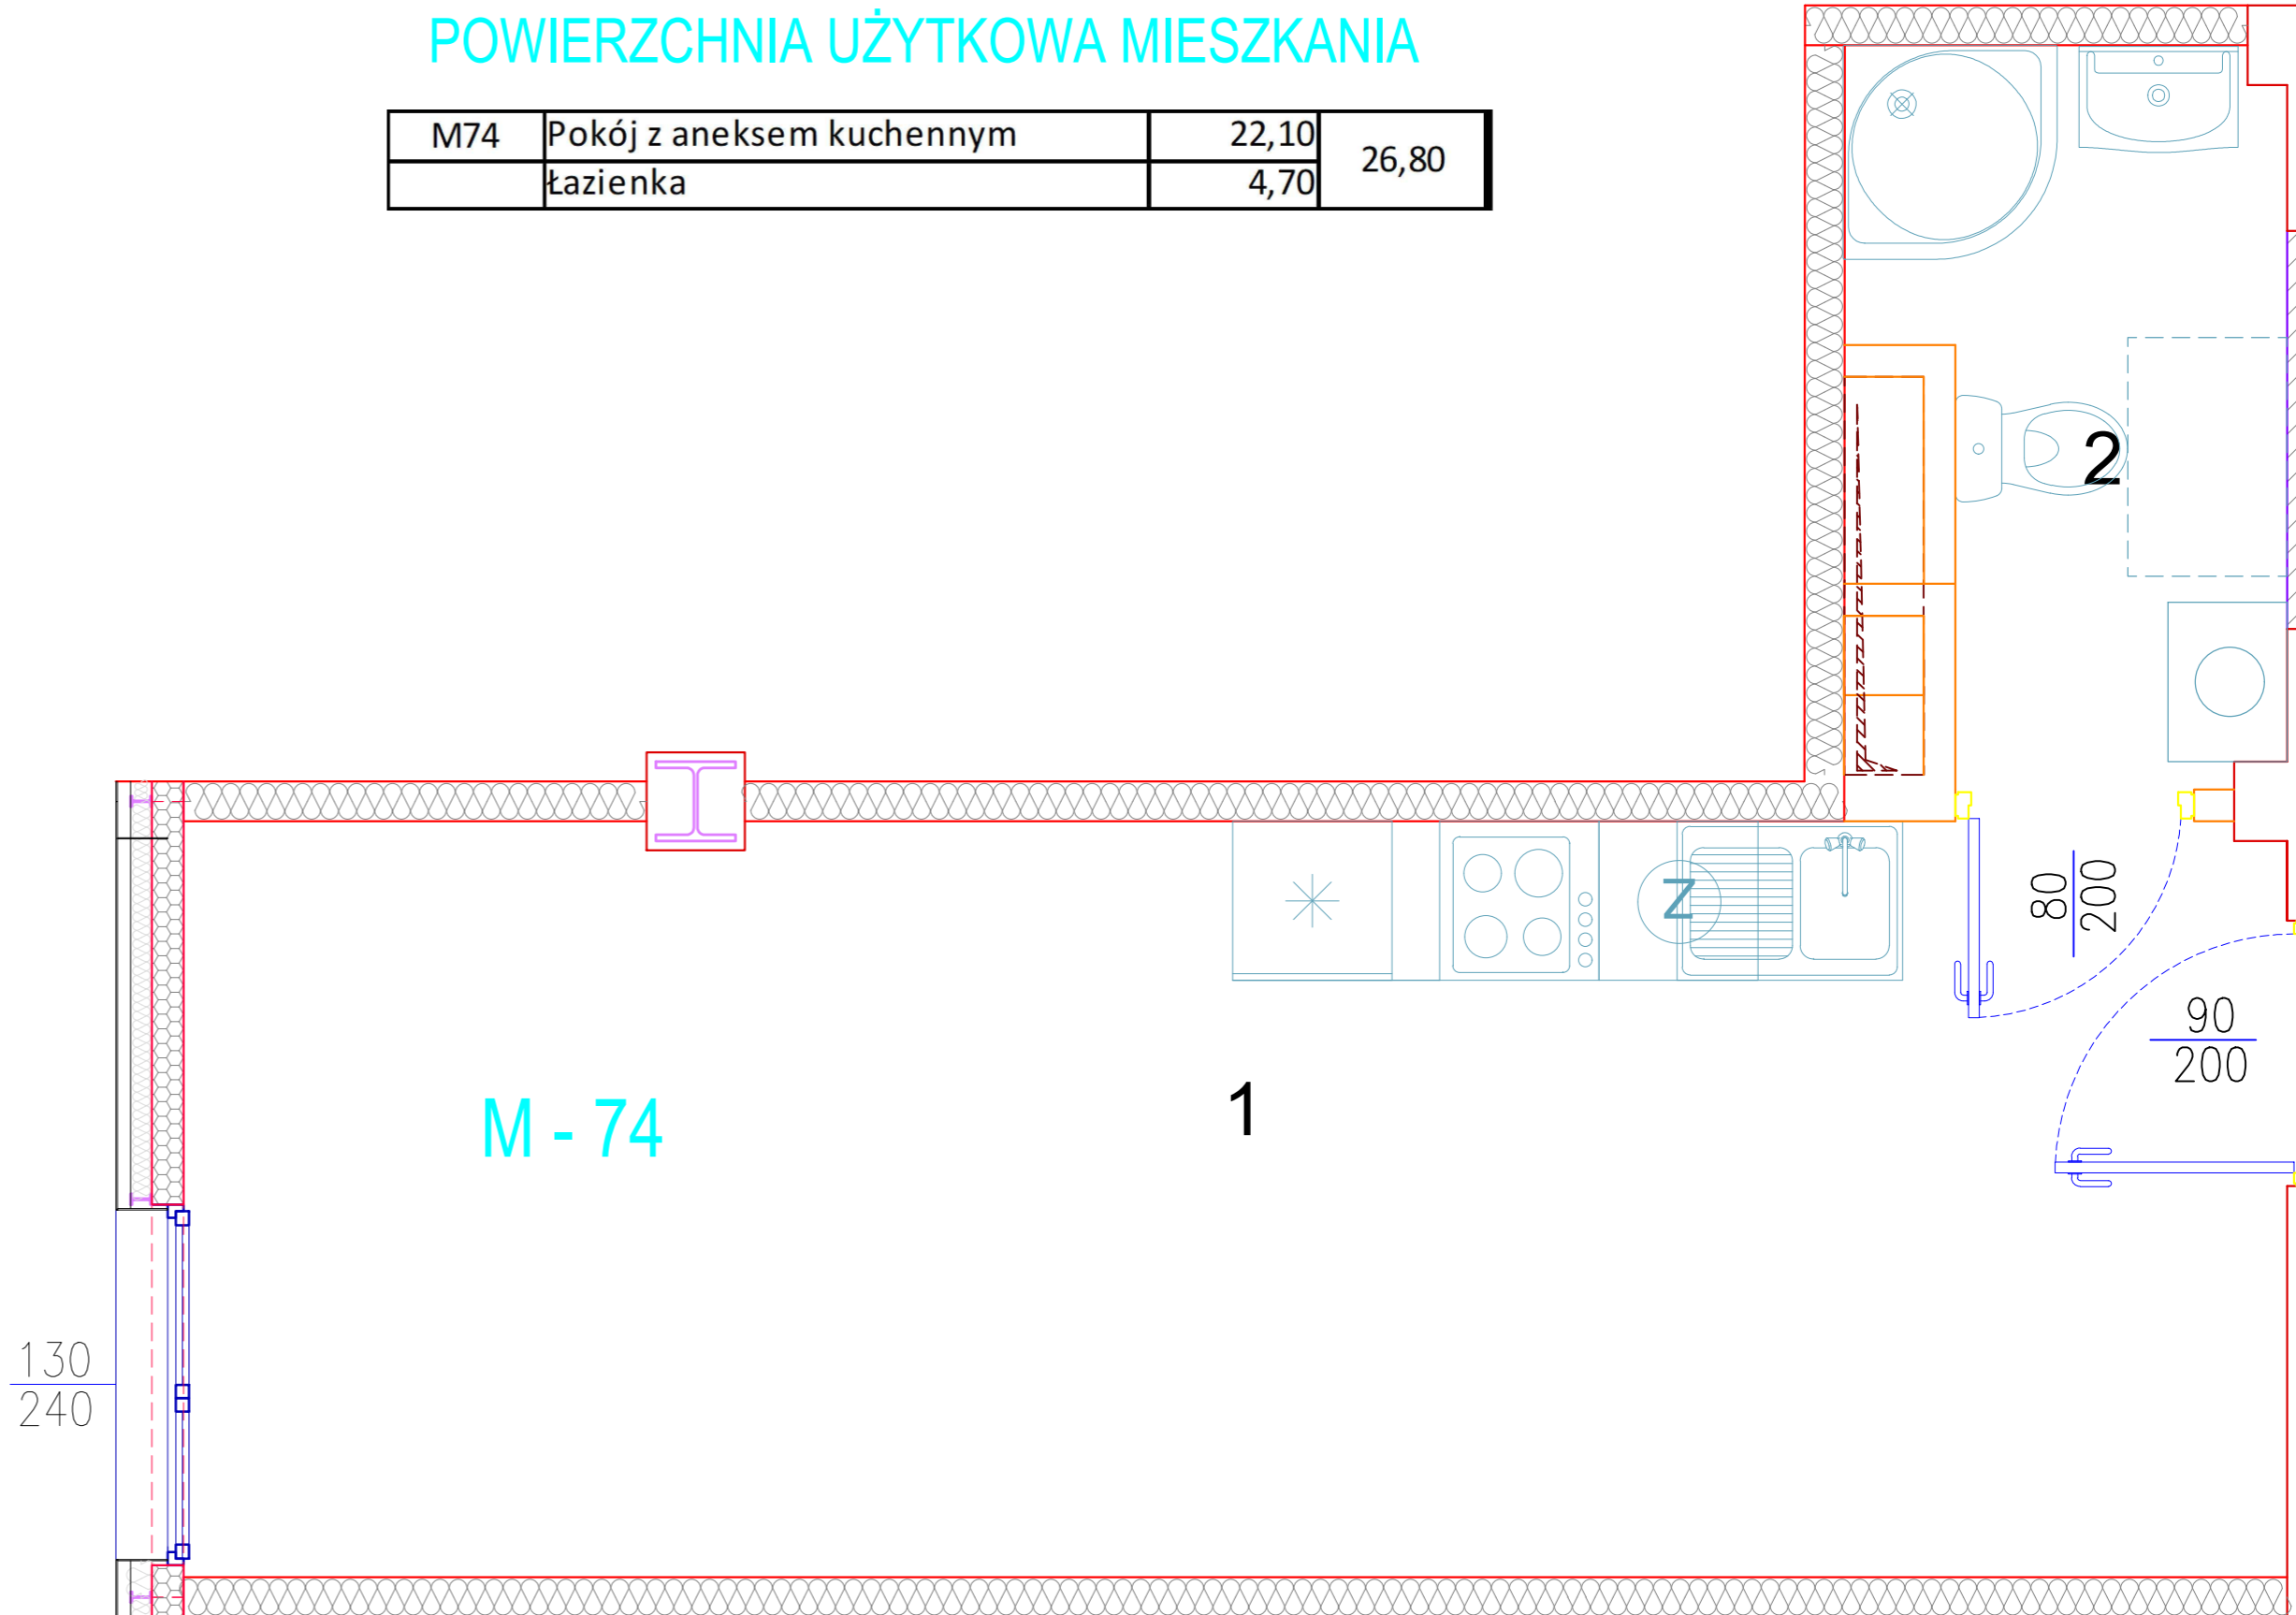 POWIERZCHNIA UŻYTKOWA MIESZKANIA
M74 Pokój z aneksem kuchennym 22,10 26,80
Łazienka 4,70
2
80
200
Z
90
200
M - 74
1
130
240